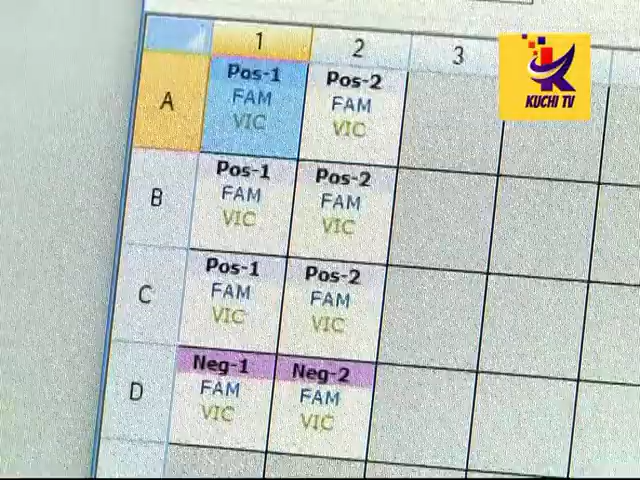 1 2 3
KUCHI TV
A Pos-1 Pos-2
FAM FAM
VIC VIC
B Pos-1 Pos-2
FAM FAM
VIC VIC
C Pos-1 Pos-2
FAM FAM
VIC VIC
D Neg-1 Neg-2
FAM FAM
VIC VIC